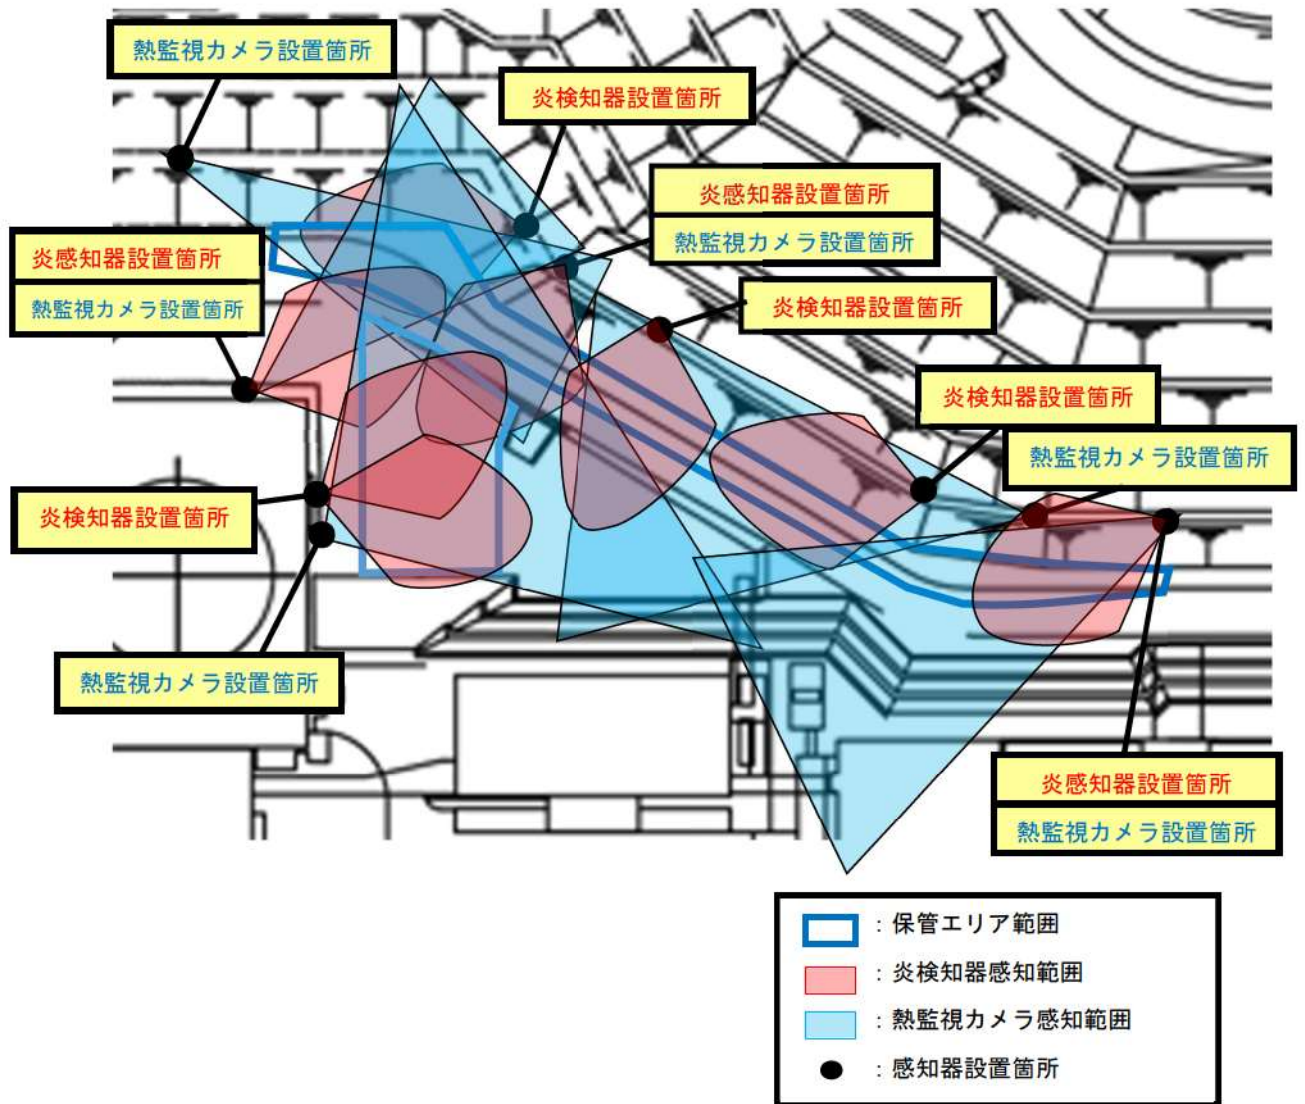 熱監視カメラ設置箇所
炎検知器設置箇所
炎感知器設置箇所
熱監視カメラ設置箇所
炎感知器設置箇所
熱監視カメラ設置箇所
炎検知器設置箇所
炎検知器設置箇所
熱監視カメラ設置箇所
炎検知器設置箇所
熱監視カメラ設置箇所
炎感知器設置箇所
熱監視カメラ設置箇所
：保管エリア範囲
：炎検知器感知範囲
：熱監視カメラ感知範囲
：感知器設置箇所